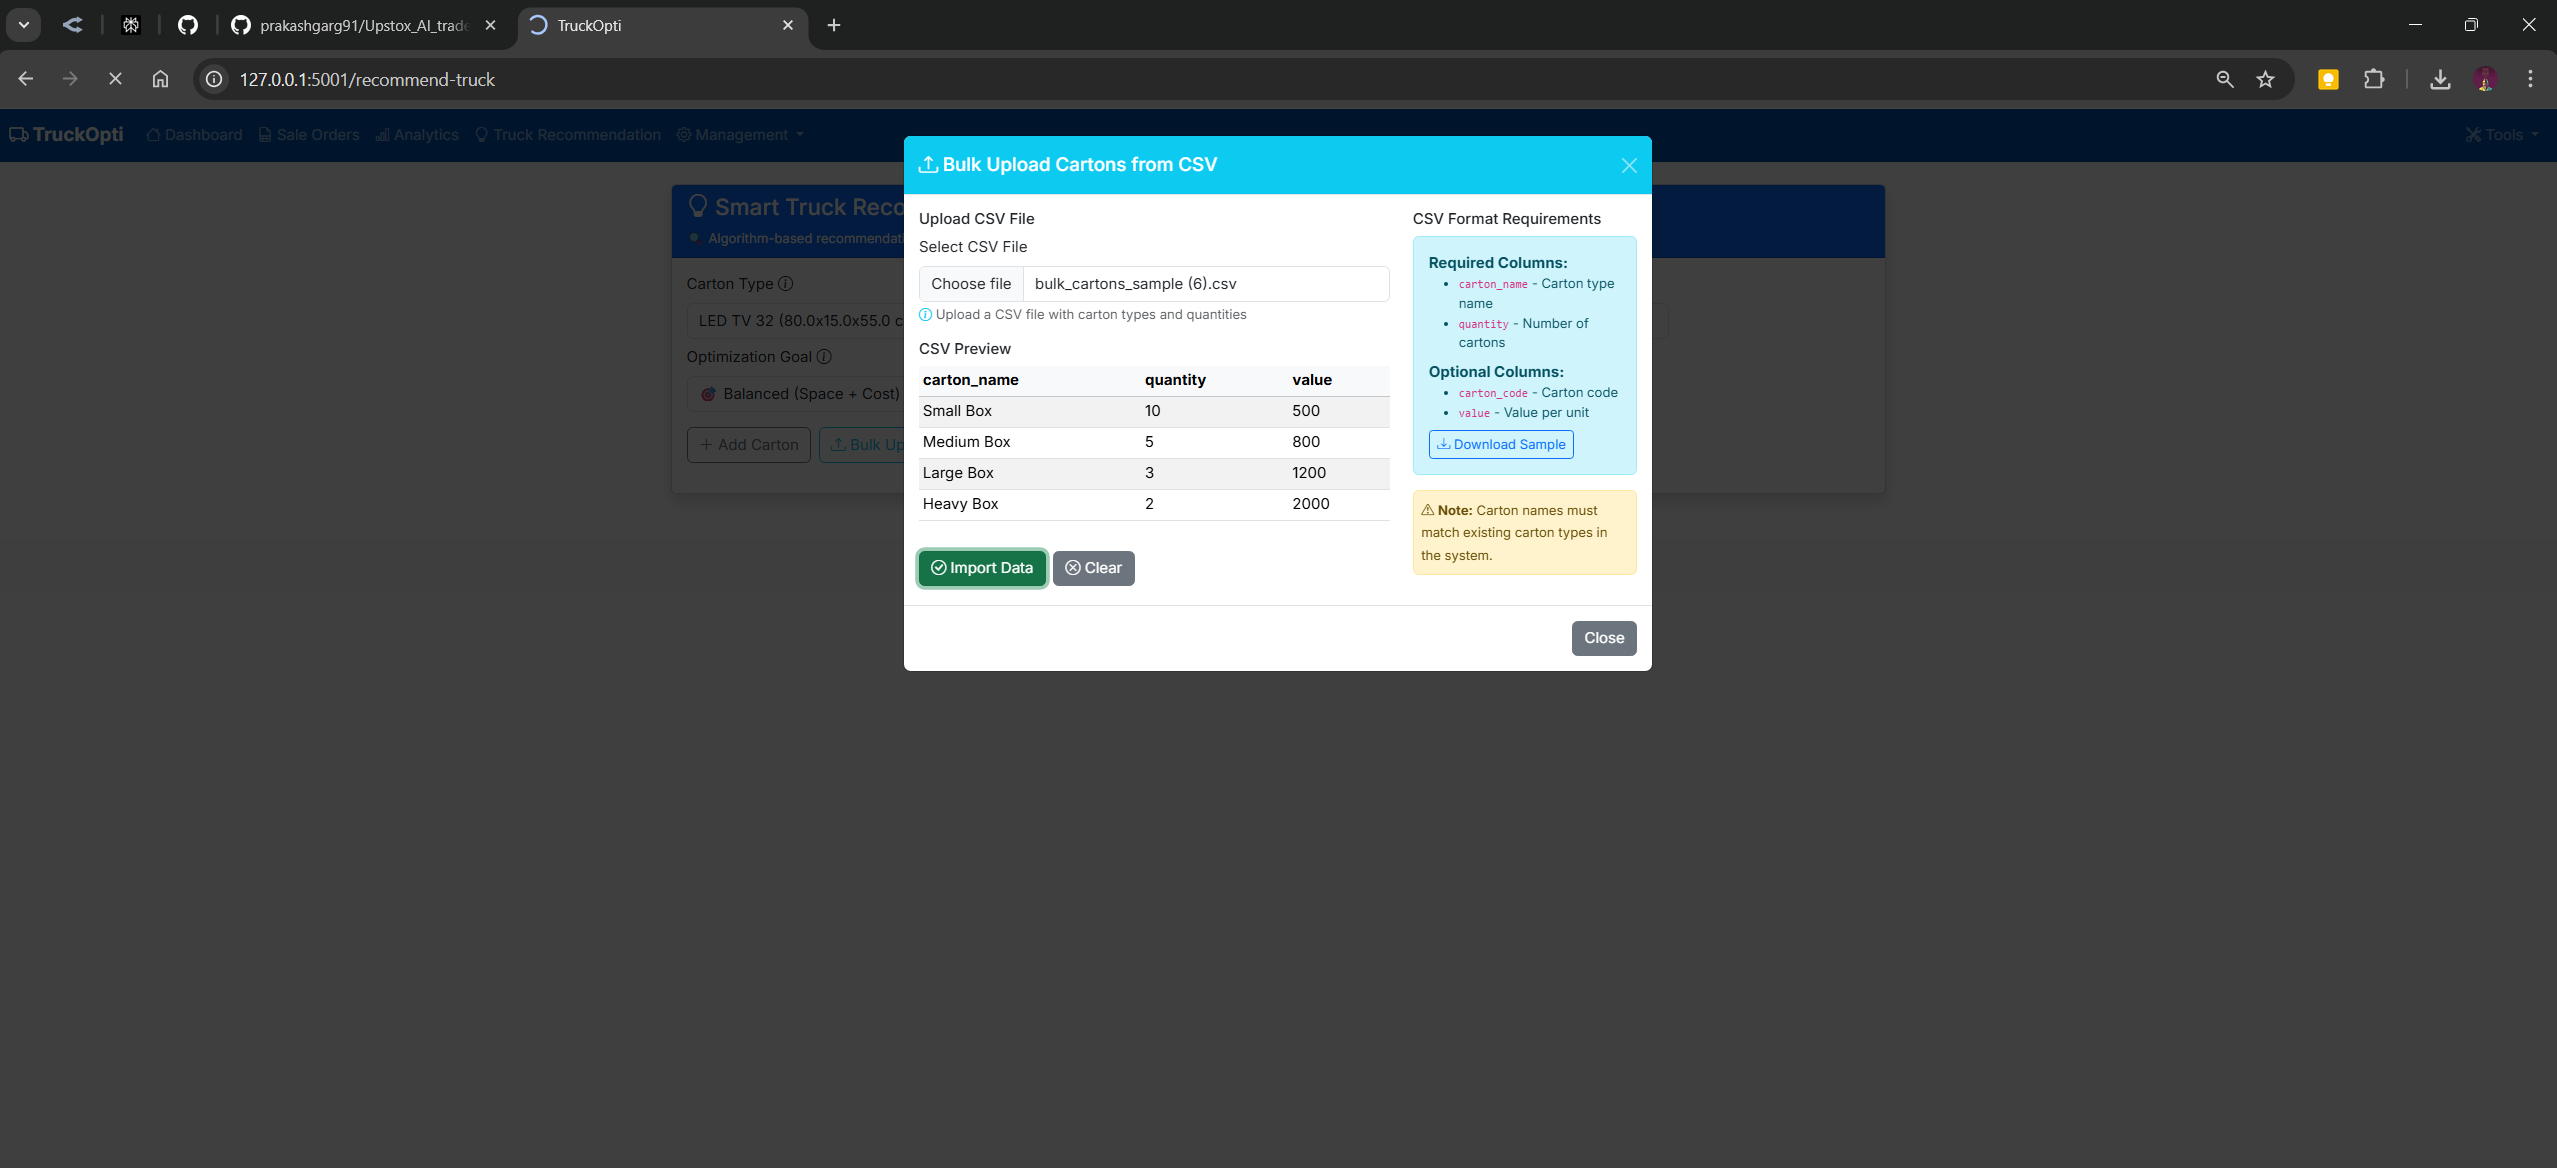 prakashgarg91/Upstox_AI_trade
TruckOpti
127.0.0.1:5001/recommend-truck
TruckOpti Dashboard Sale Orders Analytics Truck Recommendation Management Tools
Smart Truck Reco
Algorithm-based recommendati
Carton Type
LED TV 32 (80.0x15.0x55.0 c
Optimization Goal
Balanced (Space + Cost)
+ Add Carton Bulk Up
Bulk Upload Cartons from CSV
Upload CSV File
Select CSV File
Choose file bulk_cartons_sample (6).csv
Upload a CSV file with carton types and quantities
CSV Preview
carton_name quantity value
Small Box 10 500
Medium Box 5 800
Large Box 3 1200
Heavy Box 2 2000
Import Data Clear
CSV Format Requirements
Required Columns:
• carton_name - Carton type
name
• quantity - Number of
cartons
Optional Columns:
• carton_code - Carton code
• value - Value per unit
Download Sample
Note: Carton names must
match existing carton types in
the system.
Close